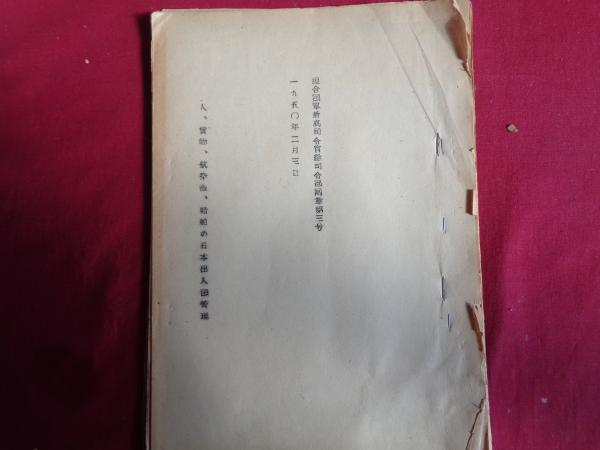 連合国軍最高司令官総司令部回章第三号
一九五〇年二月三日
人、貨物、航空機、船舶の日本出入国管理